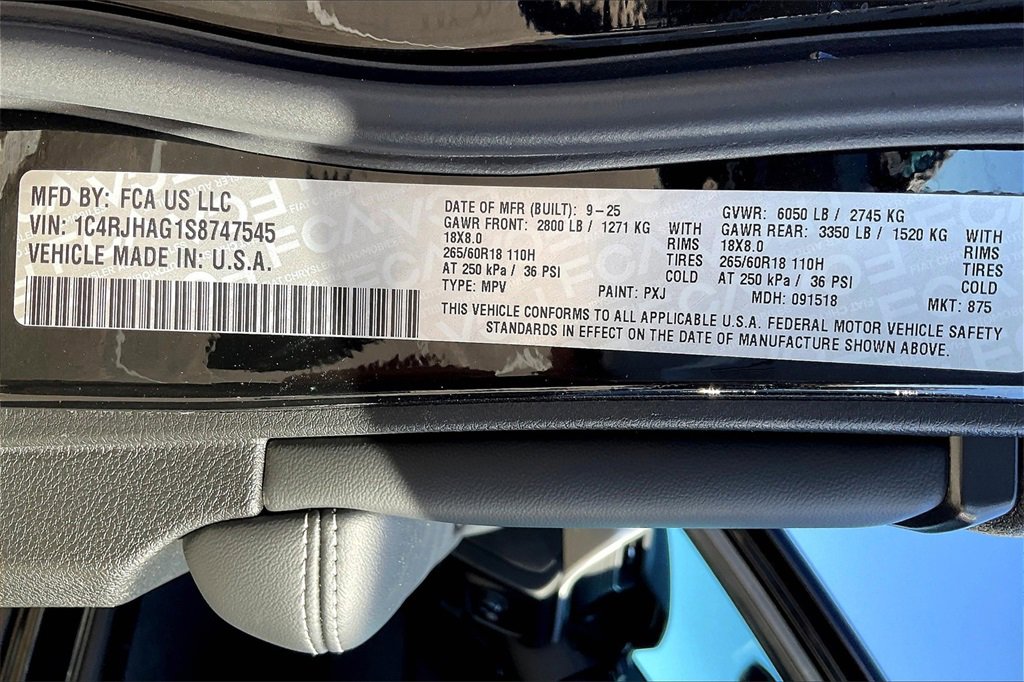 MFD BY: FCA US LLC
VIN: 1C4RJHAG1S8747545
VEHICLE MADE IN: U.S.A.
DATE OF MFR (BUILT): 9-25
GAWR FRONT: 2800 LB / 1271 KG WITH
18X8.0 RIMS
265/60R18 110H TIRES
AT 250 kPa / 36 PSI COLD
TYPE: MPV PAINT: PXJ
GVWR: 6050 LB / 2745 KG
GAWR REAR: 3350 LB / 1520 KG WITH
18X8.0 RIMS
265/60R18 110H TIRES
AT 250 kPa / 36 PSI COLD
MDH: 091518 MKT: 875
THIS VEHICLE CONFORMS TO ALL APPLICABLE U.S.A. FEDERAL MOTOR VEHICLE SAFETY
STANDARDS IN EFFECT ON THE DATE OF MANUFACTURE SHOWN ABOVE.